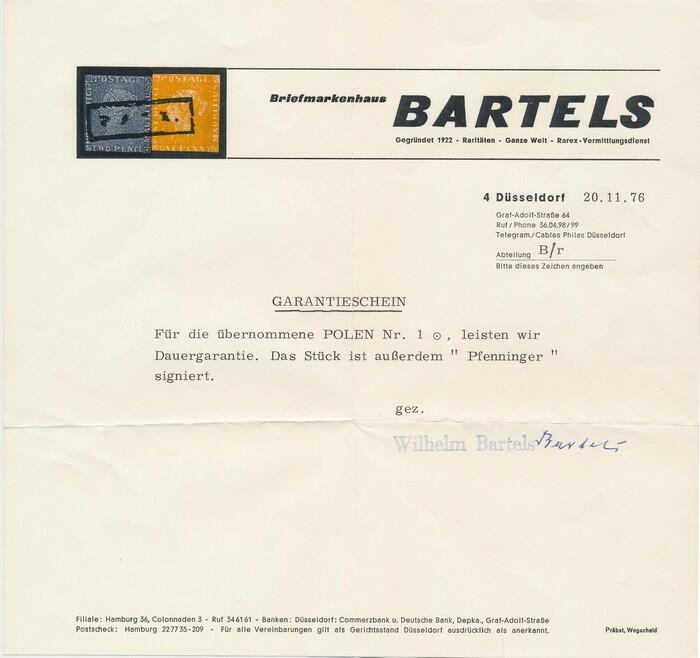 POSTAGE POSTAGE
MAURITIUS
TWO PENCE ONE PENNY
Briefmarkenhaus BARTELS
Gegründet 1922 - Raritäten - Ganze Welt - Rarex-Vermittlungsdienst
4 Düsseldorf 20.11.76
Graf-Adolf-Straße 64
Ruf/Phone 36.04.98/99
Telegram./Cables Philas Düsseldorf
Abteilung B/r
Bitte dieses Zeichen angeben
GARANTIESCHEIN
Für die übernommene POLEN Nr. 1 ⊙, leisten wir
Dauergarantie. Das Stück ist außerdem " Pfenninger "
signiert.
gez.
Wilhelm Bartels Bartels
Filiale: Hamburg 36, Colonnaden 3 - Ruf 346161 - Banken: Düsseldorf: Commerzbank u. Deutsche Bank, Depka., Graf-Adolf-Straße
Postscheck: Hamburg 227735-209 - Für alle Vereinbarungen gilt als Gerichtsstand Düsseldorf ausdrücklich als anerkannt. Präbst, Wegscheid